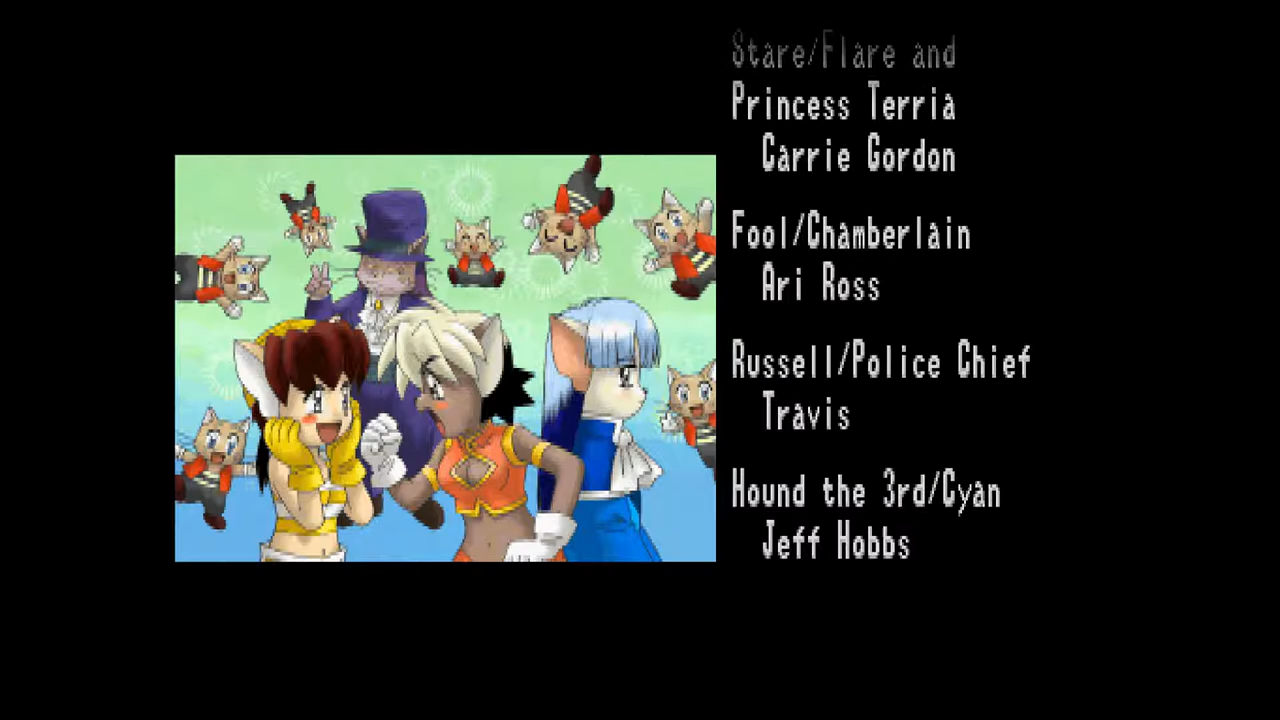 Stare/Flare and
Princess Terria
Carrie Gordon
Fool/Chamberlain
Ari Ross
Russell/Police Chief
Travis
Hound the 3rd/Cyan
Jeff Hobbs